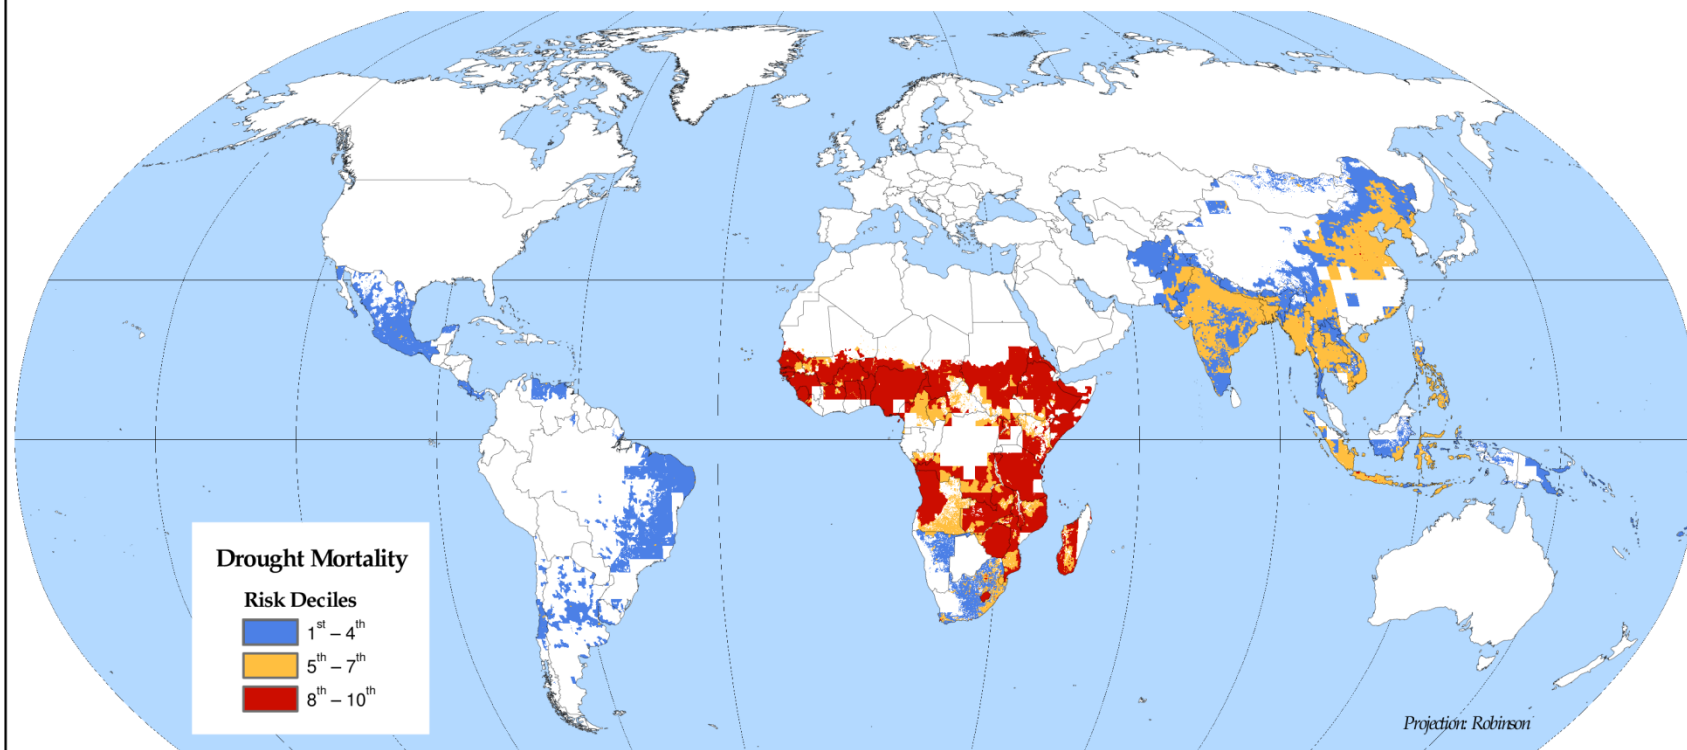 Drought Mortality
Risk Deciles
1st – 4th
5th – 7th
8th – 10th
Projection: Robinson